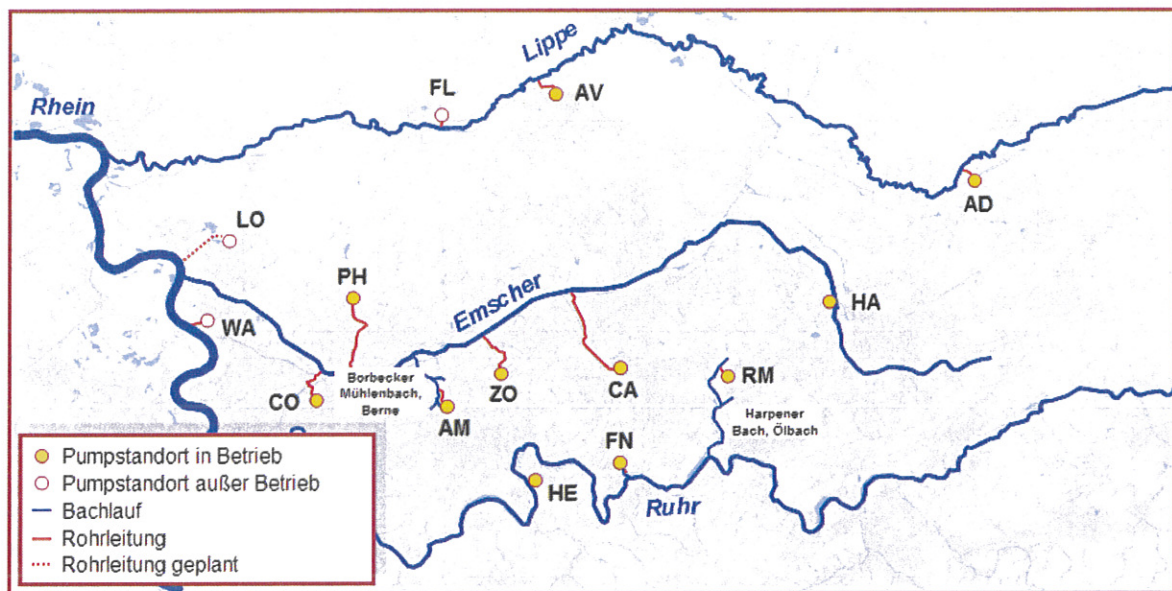 Lippe
FL
AV
Rhein
AD
LO
PH
Emscher
HA
WA
Borbecker
Mühlenbach,
Berne
CO
AM
ZO
CA
RM
Harpener
Bach, Ölbach
FN
HE
Ruhr
Pumpstandort in Betrieb
Pumpstandort außer Betrieb
Bachlauf
Rohrleitung
Rohrleitung geplant